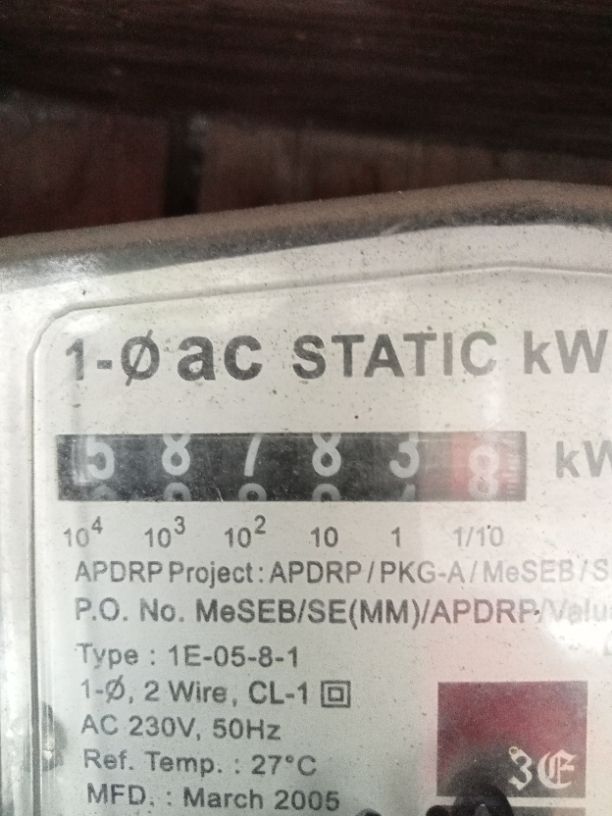 1-Ø ac STATIC kW
5 8 7 8 3 8 kW
10⁴ 10³ 10² 10 1 1/10
APDRP Project : APDRP/PKG-A/MeSEB/S
P.O. No. MeSEB/SE(MM)/APDRP/Valu
Type : 1E-05-8-1
1-Ø, 2 Wire, CL-1
AC 230V, 50Hz
Ref. Temp. : 27°C
MFD. : March 2005